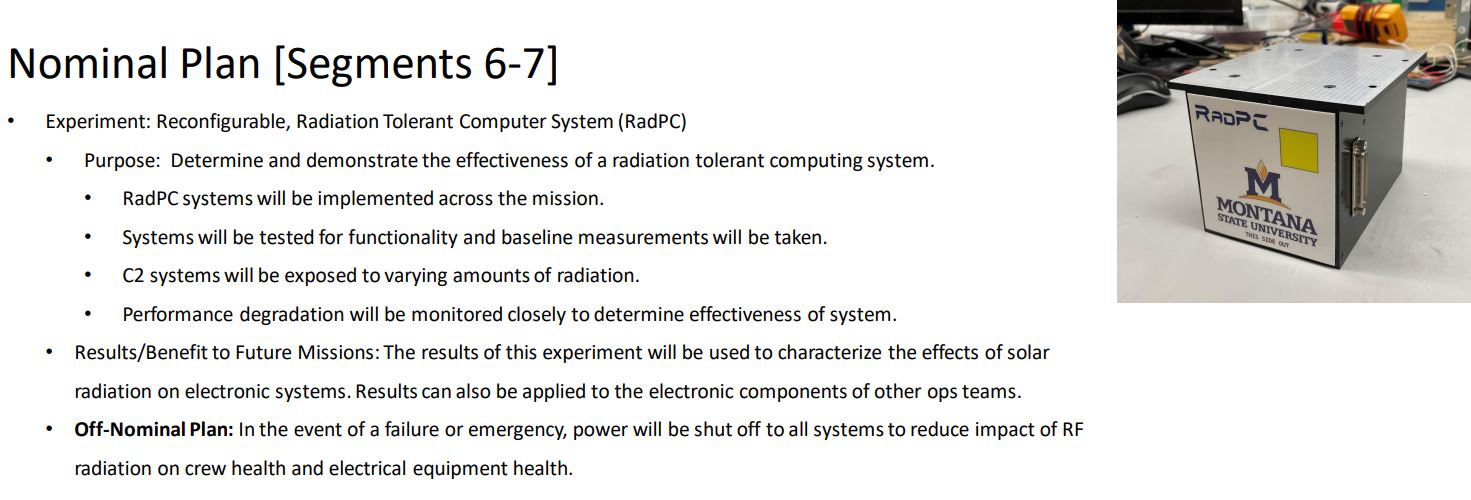 Nominal Plan [Segments 6-7]
• Experiment: Reconfigurable, Radiation Tolerant Computer System (RadPC)
• Purpose: Determine and demonstrate the effectiveness of a radiation tolerant computing system.
• RadPC systems will be implemented across the mission.
• Systems will be tested for functionality and baseline measurements will be taken.
• C2 systems will be exposed to varying amounts of radiation.
• Performance degradation will be monitored closely to determine effectiveness of system.
• Results/Benefit to Future Missions: The results of this experiment will be used to characterize the effects of solar
radiation on electronic systems. Results can also be applied to the electronic components of other ops teams.
• Off-Nominal Plan: In the event of a failure or emergency, power will be shut off to all systems to reduce impact of RF
radiation on crew health and electrical equipment health.
RADPC
M
MONTANA
STATE UNIVERSITY
THIS SIDE OUT